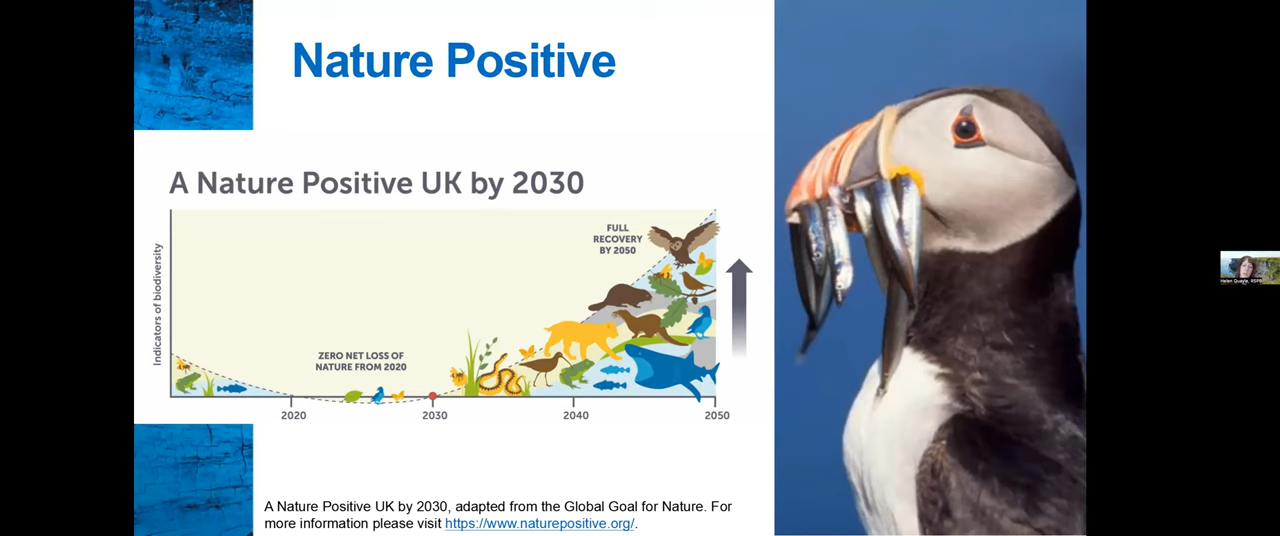 Nature Positive
A Nature Positive UK by 2030
Indicators of biodiversity
FULL
RECOVERY
BY 2050
ZERO NET LOSS OF
NATURE FROM 2020
2020
2030
2040
2050
A Nature Positive UK by 2030, adapted from the Global Goal for Nature. For
more information please visit https://www.naturepositive.org/.
Helen Quayle, RSPB